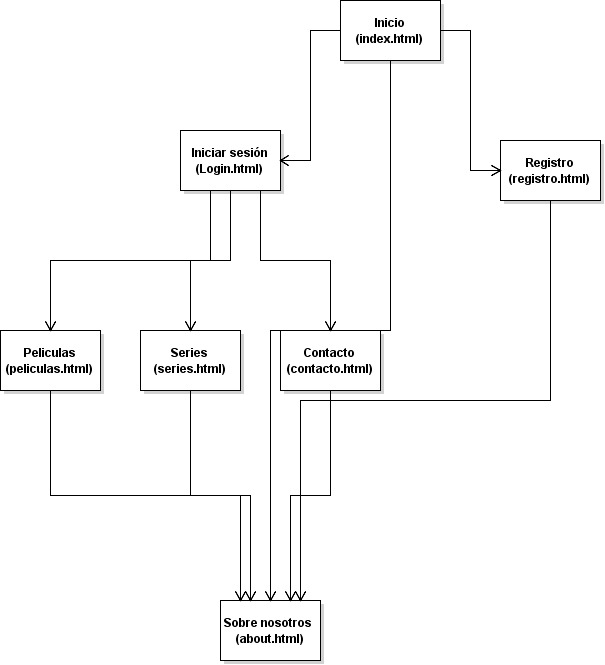 Inicio
(index.html)
Iniciar sesión
(Login.html)
Registro
(registro.html)
Peliculas
(peliculas.html)
Series
(series.html)
Contacto
(contacto.html)
Sobre nosotros
(about.html)